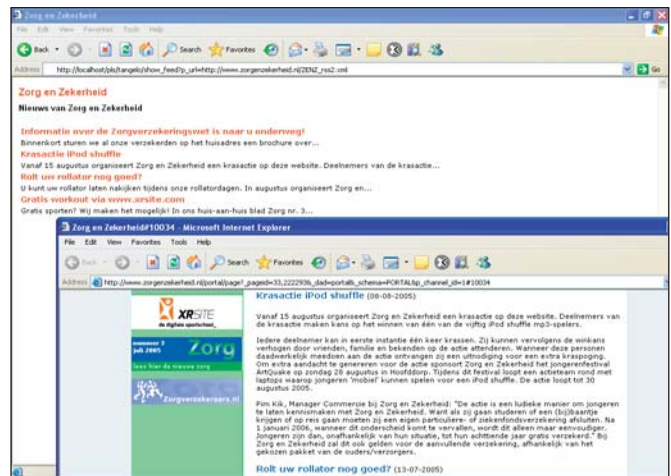 Zorg en Zekerheid
File Edit View Favorites Tools Help
Back Search Favorites
Address http://localhost/pls/tangelo/show_feed?p_url=http://www.zorgenzekerheid.nl/ZENZ_rss2.xml Go
Zorg en Zekerheid
Nieuws van Zorg en Zekerheid
Informatie over de Zorgverzekeringswet is naar u onderweg!
Binnenkort sturen we al onze verzekerden op het huisadres een brochure over...
Krasactie iPod shuffle
Vanaf 15 augustus organiseert Zorg en Zekerheid een krasactie op deze website. Deelnemers van de krasactie...
Rolt uw rollator nog goed?
U kunt uw rollator laten nakijken tijdens onze rollatordagen. In augustus organiseert Zorg en...
Gratis workout via www.xrsite.com
Gratis sporten? Wij maken het mogelijk! In ons huis-aan-huis blad Zorg nr. 3...
Zorg en Zekerheid#10034 - Microsoft Internet Explorer
File Edit View Favorites Tools Help
Back Search Favorites
Address http://www.zorgenzekerheid.nl/portal/page?_pageid=33,222293&_dad=portal&_schema=PORTAL&p_channel_id=1#10034
XRSITE
de digitale sportschool
nummer 3
juli 2005
Zorg
lees hier de nieuwe zorg
Zorgverzekeraars.nl
Krasactie iPod shuffle (08-08-2005)
Vanaf 15 augustus organiseert Zorg en Zekerheid een krasactie op deze website. Deelnemers van
de krasactie maken kans op het winnen van één van de vijftig iPod shuffle mp3-spelers.
Iedere deelnemer kan in eerste instantie één keer krassen. Zij kunnen vervolgens de winkans
verhogen door vrienden, familie en bekenden op de actie attenderen. Wanneer deze personen
daadwerkelijk meedoen aan de actie ontvangen zij een uitnodiging voor een extra kraspoging.
Om extra aandacht te genereren voor de actie sponsort Zorg en Zekerheid het jongerenfestival
ArtQuake op zondag 28 augustus in Hoofddorp. Tijdens dit festival loopt een actieteam rond met
laptops waarop jongeren 'mobiel' kunnen spelen voor een iPod shuffle. De actie loopt tot 30
augustus 2005.
Pim Kik, Manager Commercie bij Zorg en Zekerheid: "De actie is een ludieke manier om jongeren
te laten kennismaken met Zorg en Zekerheid. Want als zij gaan studeren of een (bij)baantje
krijgen of op reis gaan moeten zij een eigen particuliere- of ziekenfondsverzekering afsluiten. Na
1 januari 2006, wanneer dit onderscheid komt te vervallen, wordt dit alleen maar eenvoudiger.
Jongeren zijn dan, onafhankelijk van hun situatie, tot hun achttiende jaar gratis verzekerd." Bij
Zorg en Zekerheid zal dit ook gelden voor de aanvullende verzekering, afhankelijk van het
gekozen pakket van de ouders/verzorgers.
Rolt uw rollator nog goed? (13-07-2005)